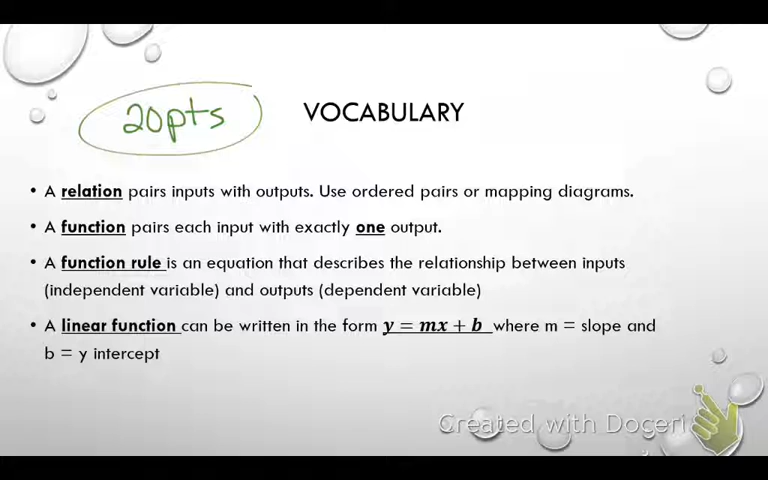 20pts
VOCABULARY
• A relation pairs inputs with outputs. Use ordered pairs or mapping diagrams.
• A function pairs each input with exactly one output.
• A function rule is an equation that describes the relationship between inputs
(independent variable) and outputs (dependent variable)
• A linear function can be written in the form y = mx + b where m = slope and
b = y intercept
Created with Doceri